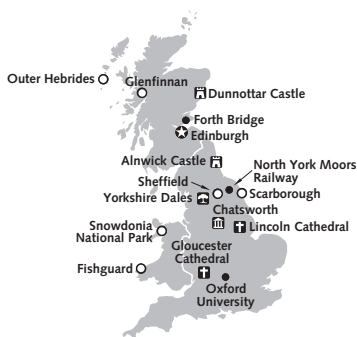 Outer Hebrides
Glenfinnan
Dunnottar Castle
Forth Bridge
Edinburgh
Alnwick Castle
North York Moors
Railway
Sheffield
Scarborough
Yorkshire Dales
Chatsworth
Lincoln Cathedral
Snowdonia
National Park
Gloucester
Cathedral
Fishguard
Oxford
University